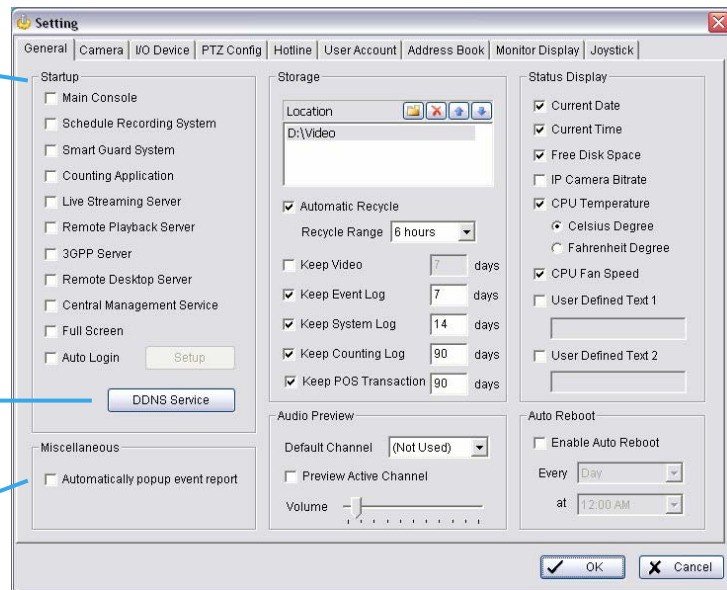 Setting
General Camera I/O Device PTZ Config Hotline User Account Address Book Monitor Display Joystick
Startup
Main Console
Schedule Recording System
Smart Guard System
Counting Application
Live Streaming Server
Remote Playback Server
3GPP Server
Remote Desktop Server
Central Management Service
Full Screen
Auto Login Setup
DDNS Service
Miscellaneous
Automatically popup event report
Storage
Location
D:\Video
Automatic Recycle
Recycle Range 6 hours
Keep Video 7 days
Keep Event Log 7 days
Keep System Log 14 days
Keep Counting Log 90 days
Keep POS Transaction 90 days
Audio Preview
Default Channel (Not Used)
Preview Active Channel
Volume
Status Display
Current Date
Current Time
Free Disk Space
IP Camera Bitrate
CPU Temperature
Celsius Degree
Fahrenheit Degree
CPU Fan Speed
User Defined Text 1
User Defined Text 2
Auto Reboot
Enable Auto Reboot
Every Day
at 12:00 AM
OK Cancel